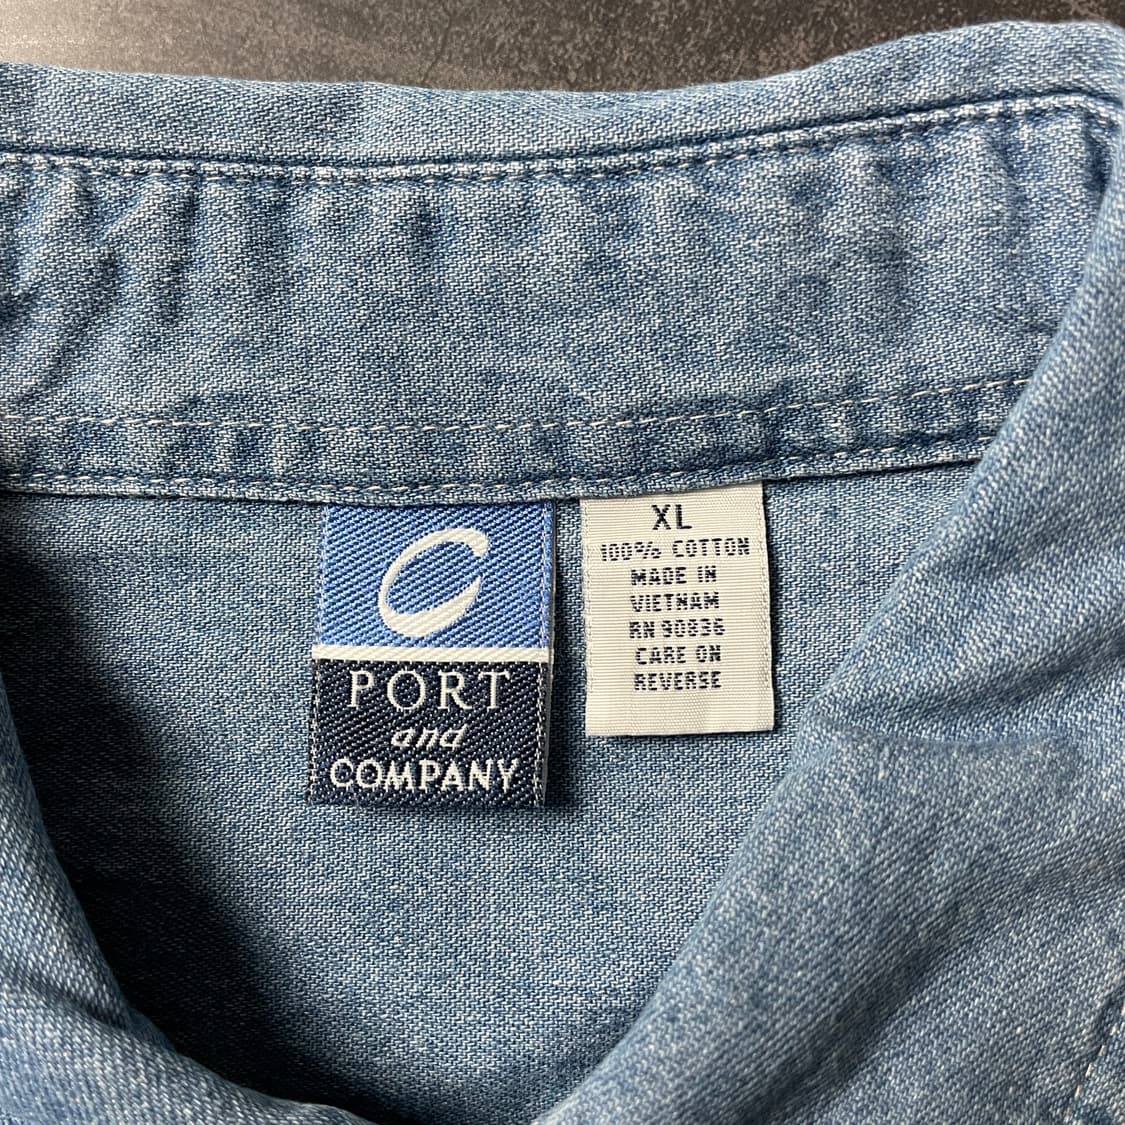 C
PORT
and
COMPANY
XL
100% COTTON
MADE IN
VIETNAM
RN 90836
CARE ON
REVERSE